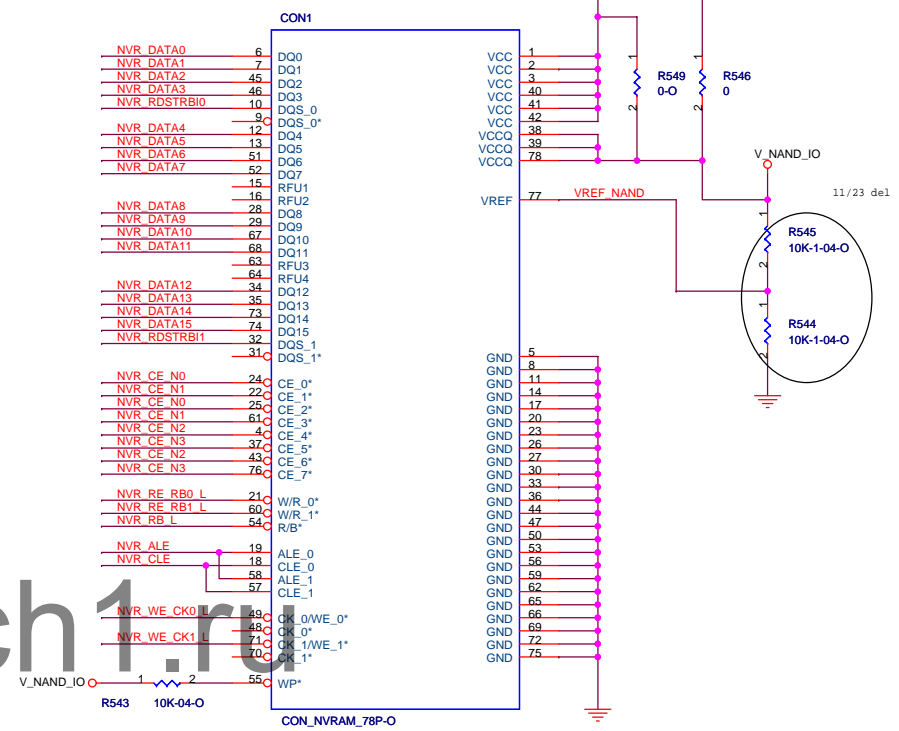 CON1
NVR_DATA0 6 DQ0 VCC 1
NVR_DATA1 7 DQ1 VCC 2
NVR_DATA2 45 DQ2 VCC 3
NVR_DATA3 46 DQ3 VCC 40
NVR_RDSTRBI0 10 DQS_0 VCC 41
9 DQS_0* VCC 42
NVR_DATA4 12 DQ4 VCCQ 38
NVR_DATA5 13 DQ5 VCCQ 39
NVR_DATA6 51 DQ6 VCCQ 78
NVR_DATA7 52 DQ7
15 RFU1
16 RFU2 VREF 77 VREF_NAND
NVR_DATA8 28 DQ8
NVR_DATA9 29 DQ9
NVR_DATA10 67 DQ10
NVR_DATA11 68 DQ11
63 RFU3
64 RFU4
NVR_DATA12 34 DQ12
NVR_DATA13 35 DQ13
NVR_DATA14 73 DQ14
NVR_DATA15 74 DQ15
NVR_RDSTRBI1 32 DQS_1
31 DQS_1* GND 5
GND 8
NVR_CE_N0 24 CE_0* GND 11
NVR_CE_N1 22 CE_1* GND 14
NVR_CE_N0 25 CE_2* GND 17
NVR_CE_N1 61 CE_3* GND 20
NVR_CE_N2 4 CE_4* GND 23
NVR_CE_N3 37 CE_5* GND 26
NVR_CE_N2 43 CE_6* GND 27
NVR_CE_N3 76 CE_7* GND 30
GND 33
NVR_RE_RB0_L 21 W/R_0* GND 36
NVR_RE_RB1_L 60 W/R_1* GND 44
NVR_RB_L 54 R/B* GND 47
GND 50
NVR_ALE 19 ALE_0 GND 53
NVR_CLE 18 CLE_0 GND 56
58 ALE_1 GND 59
57 CLE_1 GND 62
GND 65
NVR_WE_CK0_L 49 CK_0/WE_0* GND 66
48 CK_0* GND 69
NVR_WE_CK1_L 71 CK_1/WE_1* GND 72
70 CK_1* GND 75
V_NAND_IO 1 2 55 WP*
R543 10K-04-O
CON_NVRAM_78P-O
1 R549
0-O
2
1 R546
0
2
V_NAND_IO
11/23 del
1
R545
10K-1-04-O
2
1
R544
10K-1-04-O
2
ch1.ru